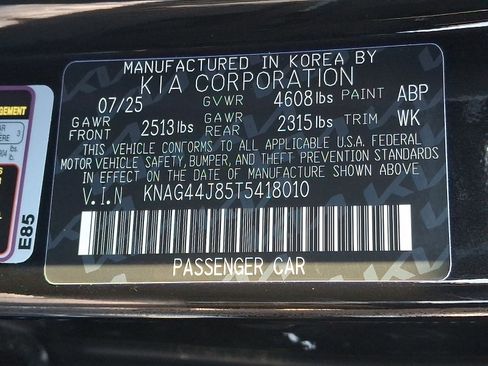 MANUFACTURED IN KOREA BY
KIA CORPORATION
07/25 GVWR 4608 lbs PAINT ABP
GAWR FRONT 2513 lbs GAWR REAR 2315 lbs TRIM WK
THIS VEHICLE CONFORMS TO ALL APPLICABLE U.S.A. FEDERAL
MOTOR VEHICLE SAFETY, BUMPER, AND THEFT PREVENTION STANDARDS
IN EFFECT ON THE DATE OF MANUFACTURE SHOWN ABOVE.
V.I.N KNAG44J85T5418010
PASSENGER CAR
E85